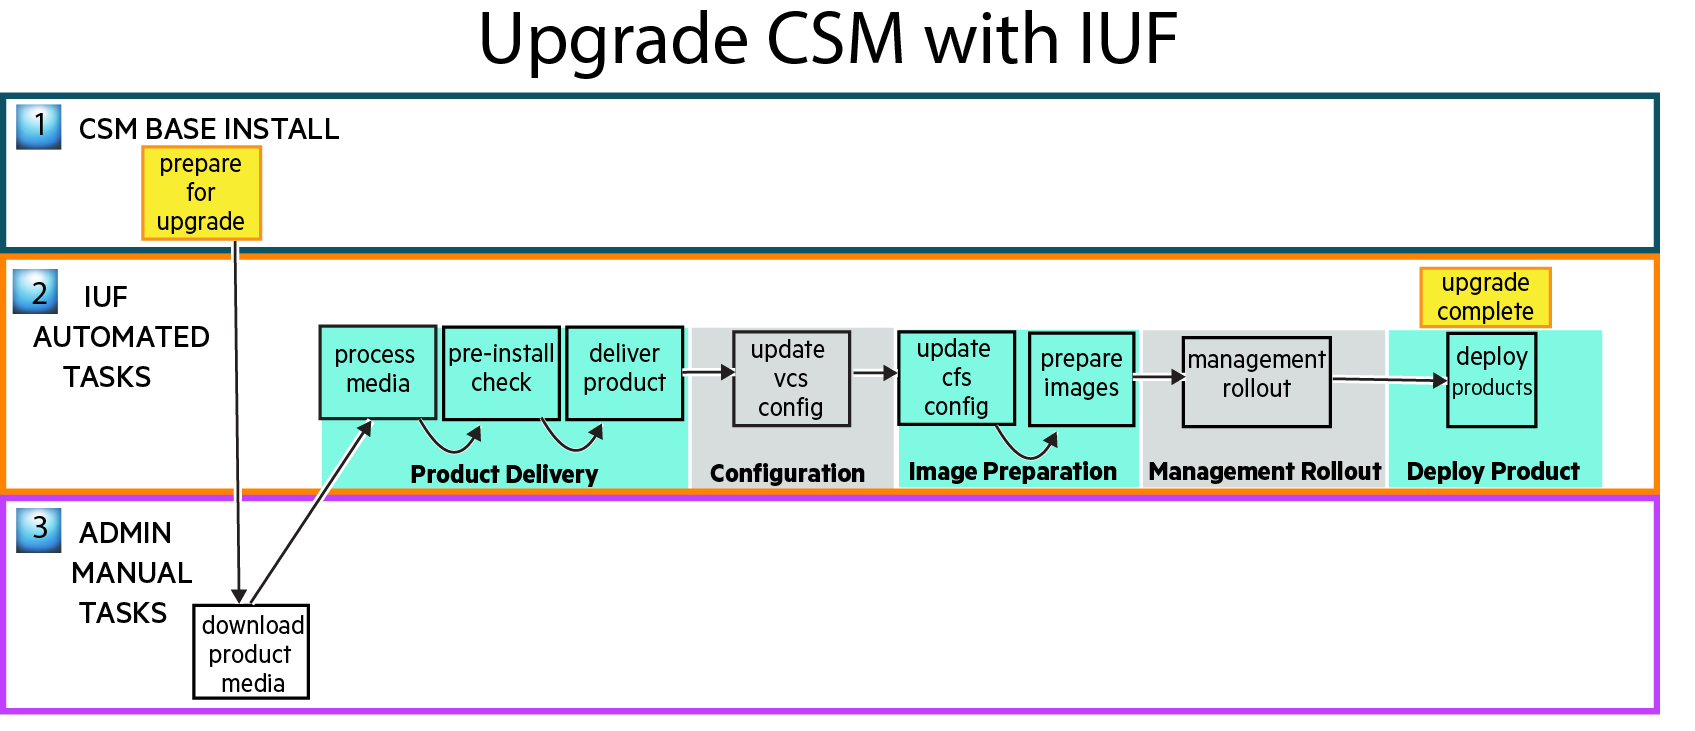 Upgrade CSM with IUF
1
CSM BASE INSTALL
prepare
for
upgrade
2
IUF
AUTOMATED
TASKS
process
media
pre-install
check
deliver
product
Product Delivery
update
vcs
config
Configuration
update
cfs
config
prepare
images
Image Preparation
management
rollout
Management Rollout
upgrade
complete
deploy
products
Deploy Product
3
ADMIN
MANUAL
TASKS
download
product
media